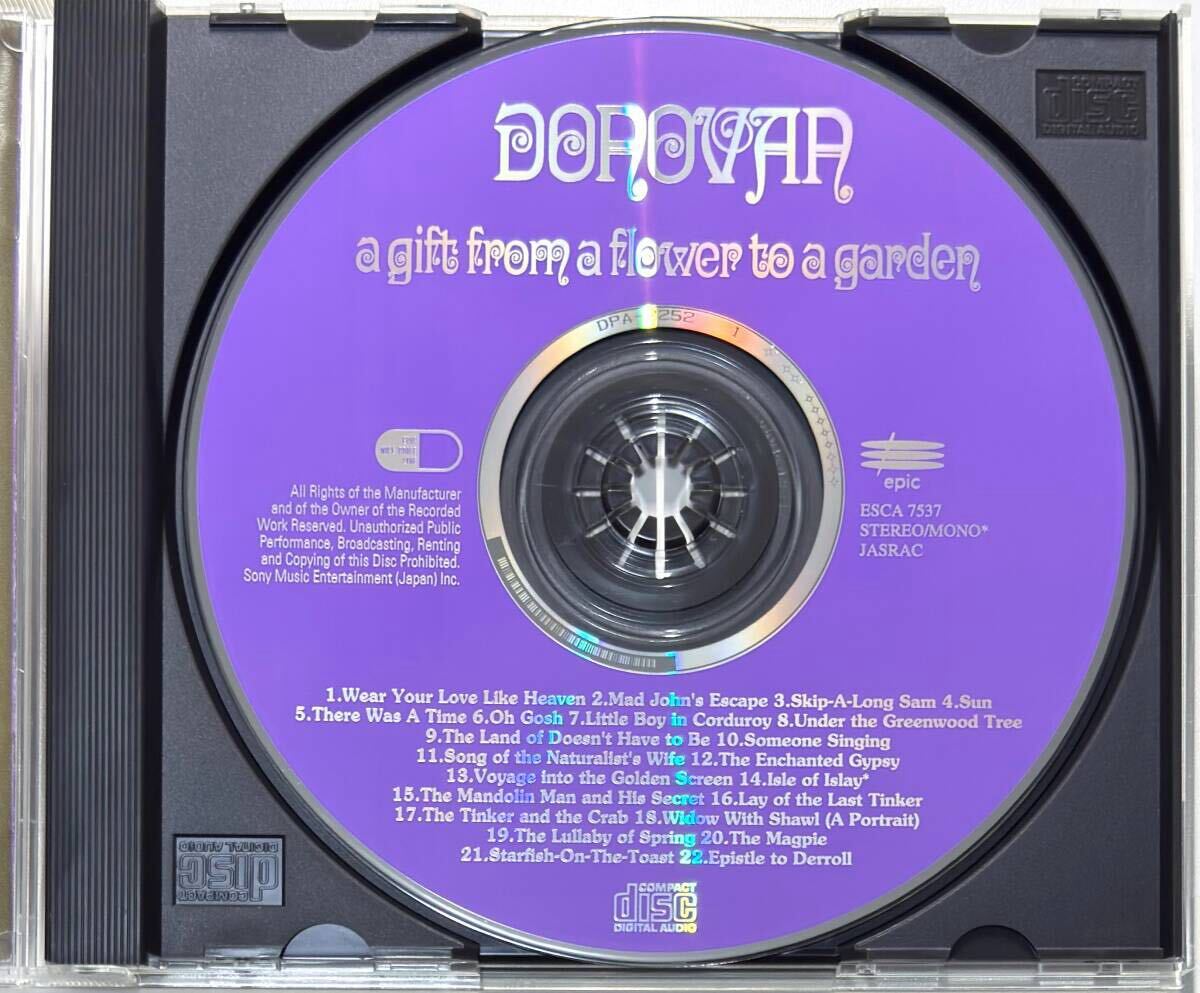 DONOVAN
a gift from a flower to a garden
COMPACT
disc
DIGITAL AUDIO
All Rights of the Manufacturer
and of the Owner of the Recorded
Work Reserved. Unauthorized Public
Performance, Broadcasting, Renting
and Copying of this Disc Prohibited.
Sony Music Entertainment (Japan) Inc.
epic
ESCA 7537
STEREO/MONO*
JASRAC
1.Wear Your Love Like Heaven 2.Mad John's Escape 3.Skip-A-Long Sam 4.Sun
5.There Was A Time 6.Oh Gosh 7.Little Boy in Corduroy 8.Under the Greenwood Tree
9.The Land of Doesn't Have to Be 10.Someone Singing
11.Song of the Naturalist's Wife 12.The Enchanted Gypsy
13.Voyage into the Golden Screen 14.Isle of Islay*
15.The Mandolin Man and His Secret 16.Lay of the Last Tinker
17.The Tinker and the Crab 18.Widow With Shawl (A Portrait)
19.The Lullaby of Spring 20.The Magpie
21.Starfish-On-The-Toast 22.Epistle to Derroll
COMPACT
disc
DIGITAL AUDIO
COMPACT
disc
DIGITAL AUDIO